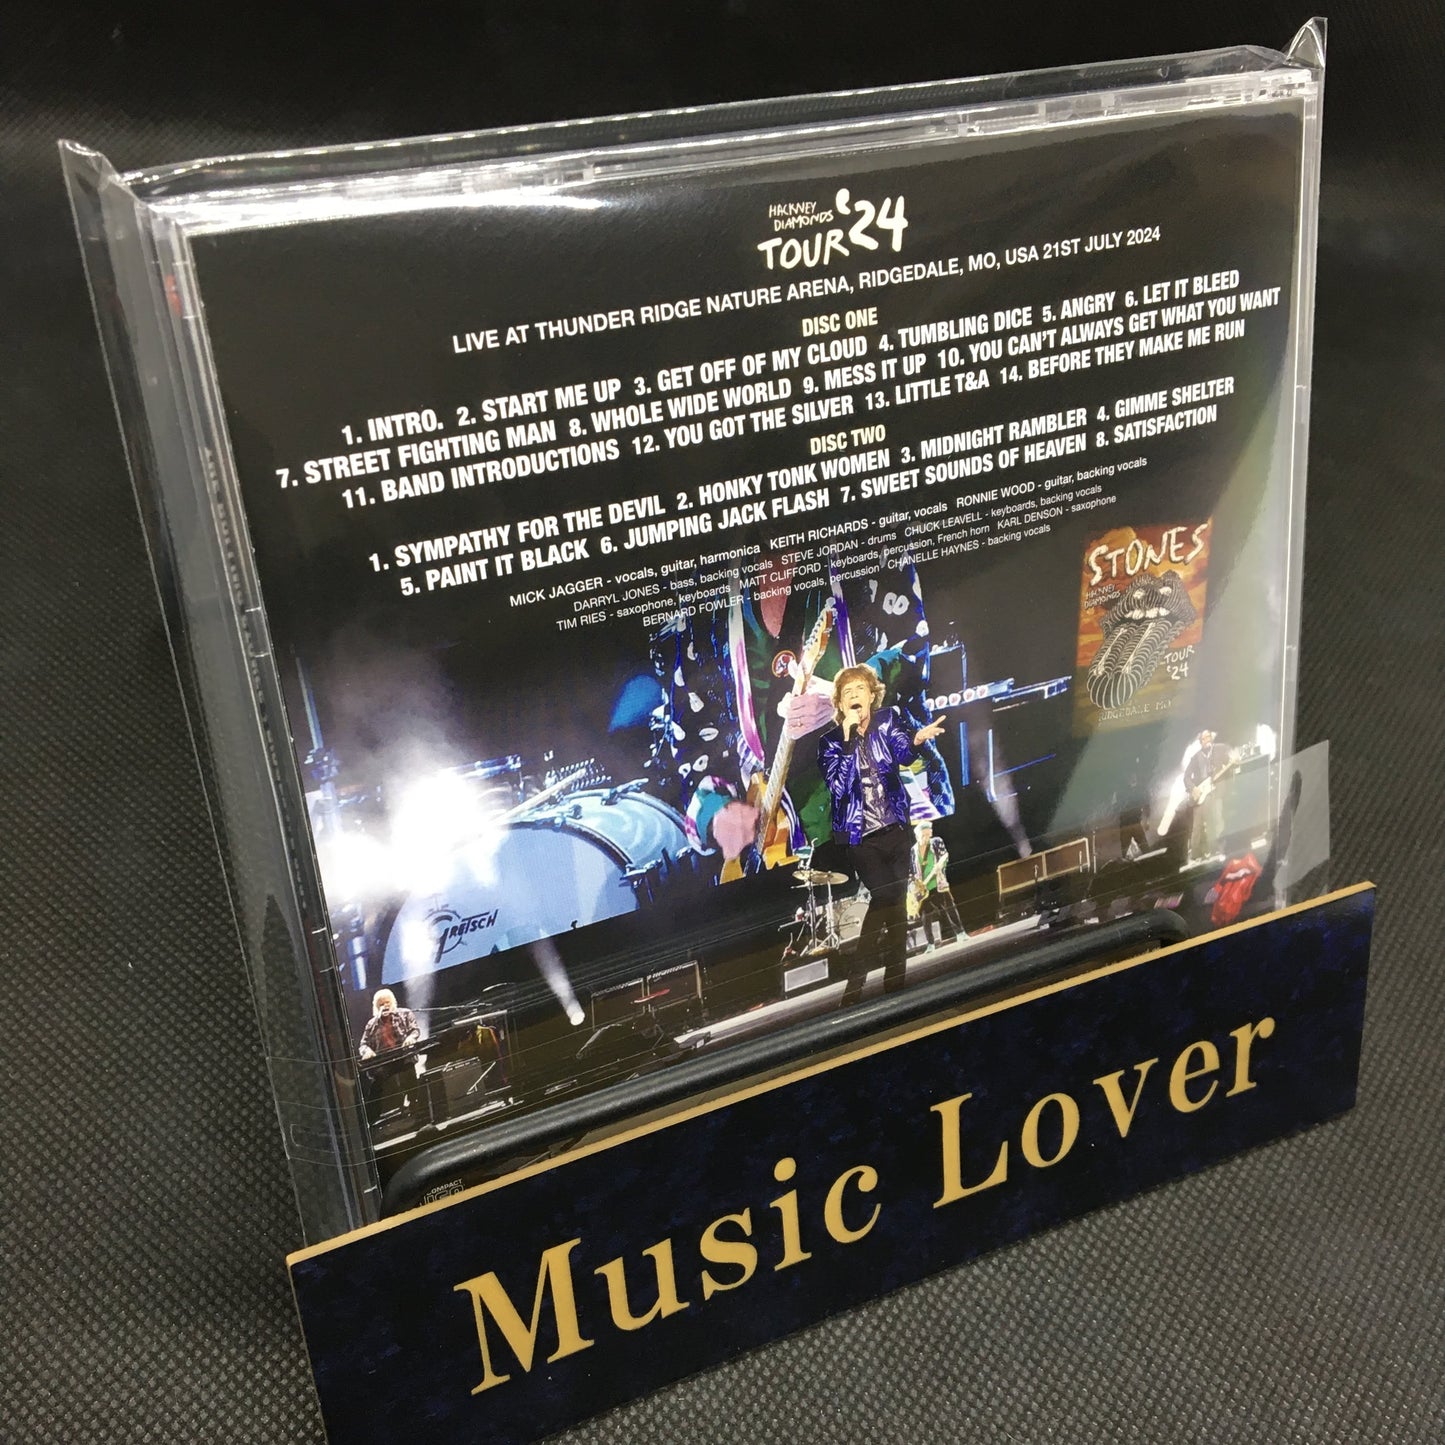 HACKNEY
DIAMONDS
TOUR '24
LIVE AT THUNDER RIDGE NATURE ARENA, RIDGEDALE, MO, USA 21ST JULY 2024
DISC ONE
1. INTRO. 2. START ME UP 3. GET OFF OF MY CLOUD 4. TUMBLING DICE 5. ANGRY 6. LET IT BLEED
7. STREET FIGHTING MAN 8. WHOLE WIDE WORLD 9. MESS IT UP 10. YOU CAN'T ALWAYS GET WHAT YOU WANT
11. BAND INTRODUCTIONS 12. YOU GOT THE SILVER 13. LITTLE T&A 14. BEFORE THEY MAKE ME RUN
DISC TWO
1. SYMPATHY FOR THE DEVIL 2. HONKY TONK WOMEN 3. MIDNIGHT RAMBLER 4. GIMME SHELTER
5. PAINT IT BLACK 6. JUMPING JACK FLASH 7. SWEET SOUNDS OF HEAVEN 8. SATISFACTION
MICK JAGGER - vocals, guitar, harmonica KEITH RICHARDS - guitar, vocals RONNIE WOOD - guitar, backing vocals
DARRYL JONES - bass, backing vocals STEVE JORDAN - drums CHUCK LEAVELL - keyboards, backing vocals
TIM RIES - saxophone, keyboards MATT CLIFFORD - keyboards, percussion, French horn KARL DENSON - saxophone
BERNARD FOWLER - backing vocals, percussion CHANELLE HAYNES - backing vocals
STONES
HACKNEY
DIAMONDS
TOUR
'24
RIDGEDALE MO
GRETSCH
COMPACT
Music Lover